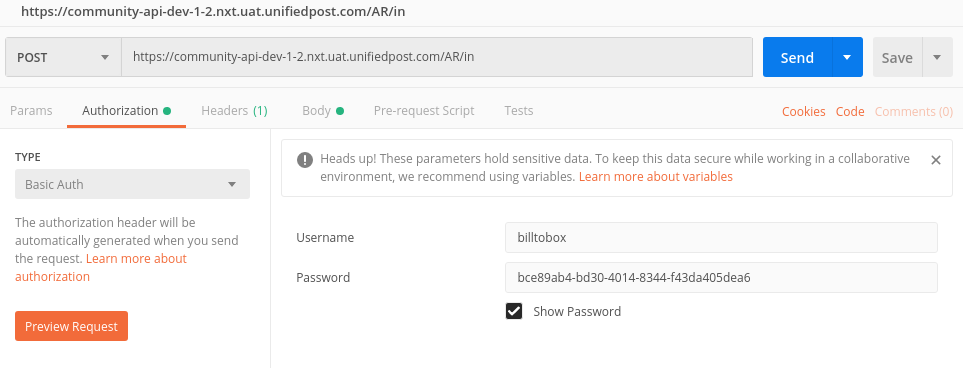 https://community-api-dev-1-2.nxt.uat.unifiedpost.com/AR/in
POST https://community-api-dev-1-2.nxt.uat.unifiedpost.com/AR/in Send Save
Params Authorization Headers (1) Body Pre-request Script Tests Cookies Code Comments (0)
TYPE
Basic Auth
The authorization header will be
automatically generated when you send
the request. Learn more about
authorization
Preview Request
Heads up! These parameters hold sensitive data. To keep this data secure while working in a collaborative
environment, we recommend using variables. Learn more about variables
Username billtobox
Password bce89ab4-bd30-4014-8344-f43da405dea6
Show Password